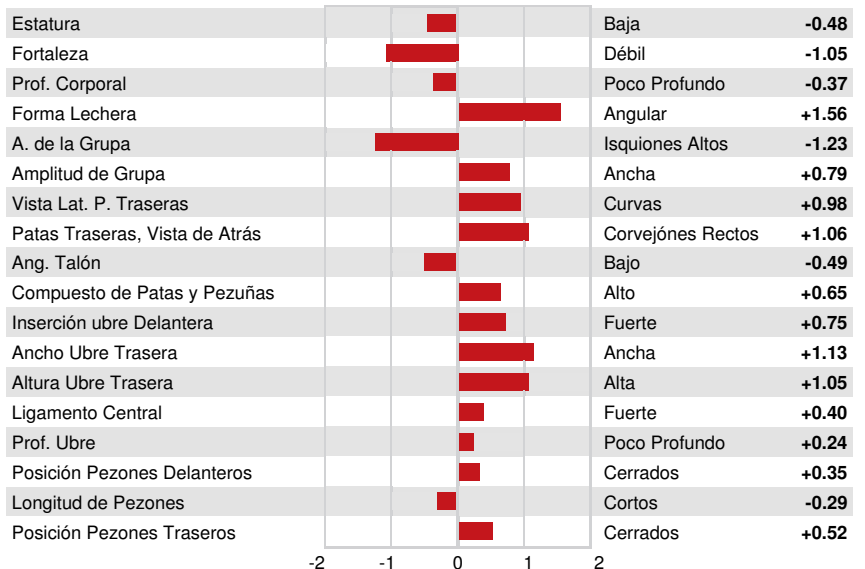 Estatura Baja -0.48
Fortaleza Débil -1.05
Prof. Corporal Poco Profundo -0.37
Forma Lechera Angular +1.56
A. de la Grupa Isquiones Altos -1.23
Amplitud de Grupa Ancha +0.79
Vista Lat. P. Traseras Curvas +0.98
Patas Traseras, Vista de Atrás Corvejónes Rectos +1.06
Ang. Talón Bajo -0.49
Compuesto de Patas y Pezuñas Alto +0.65
Inserción ubre Delantera Fuerte +0.75
Ancho Ubre Trasera Ancha +1.13
Altura Ubre Trasera Alta +1.05
Ligamento Central Fuerte +0.40
Prof. Ubre Poco Profundo +0.24
Posición Pezones Delanteros Cerrados +0.35
Longitud de Pezones Cortos -0.29
Posición Pezones Traseros Cerrados +0.52
-2 -1 0 1 2